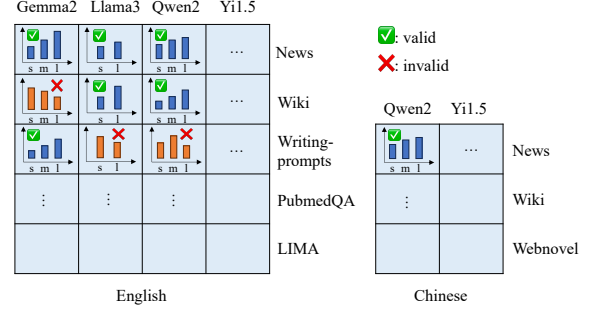 Gemma2 Llama3 Qwen2 Yi1.5
s m l s l s m l ... News
s m l s l s m l ... Wiki
s m l s l s m l ... Writing-
prompts
⋮ ⋮ ⋮ PubmedQA
LIMA
English
: valid
: invalid
Qwen2 Yi1.5
s m l ... News
⋮ Wiki
Webnovel
Chinese